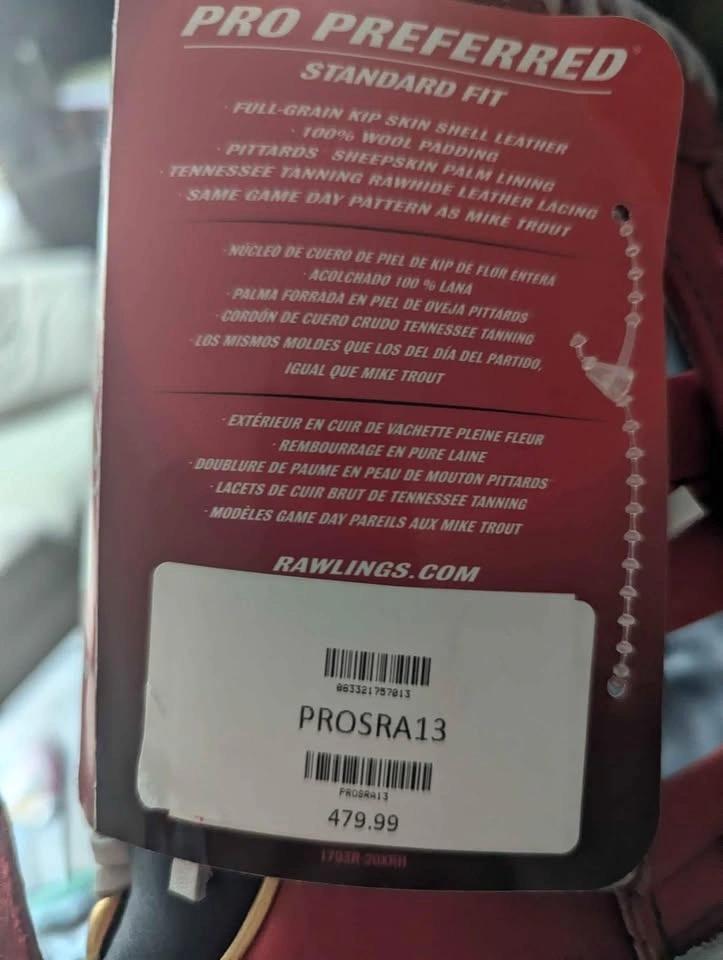 PRO PREFERRED®
STANDARD FIT
· FULL-GRAIN KIP SKIN SHELL LEATHER
· 100% WOOL PADDING
· PITTARDS® SHEEPSKIN PALM LINING
· TENNESSEE TANNING RAWHIDE LEATHER LACING
· SAME GAME DAY PATTERN AS MIKE TROUT
· NÚCLEO DE CUERO DE PIEL DE KIP DE FLOR ENTERA
· ACOLCHADO 100 % LANA
· PALMA FORRADA EN PIEL DE OVEJA PITTARDS
· CORDÓN DE CUERO CRUDO TENNESSEE TANNING
· LOS MISMOS MOLDES QUE LOS DEL DÍA DEL PARTIDO,
IGUAL QUE MIKE TROUT
· EXTÉRIEUR EN CUIR DE VACHETTE PLEINE FLEUR
· REMBOURRAGE EN PURE LAINE
· DOUBLURE DE PAUME EN PEAU DE MOUTON PITTARDS
· LACETS DE CUIR BRUT DE TENNESSEE TANNING
· MODÈLES GAME DAY PAREILS AUX MIKE TROUT
RAWLINGS.COM
083321757013
PROSRA13
PROSRA13
479.99
1793R-20XRH